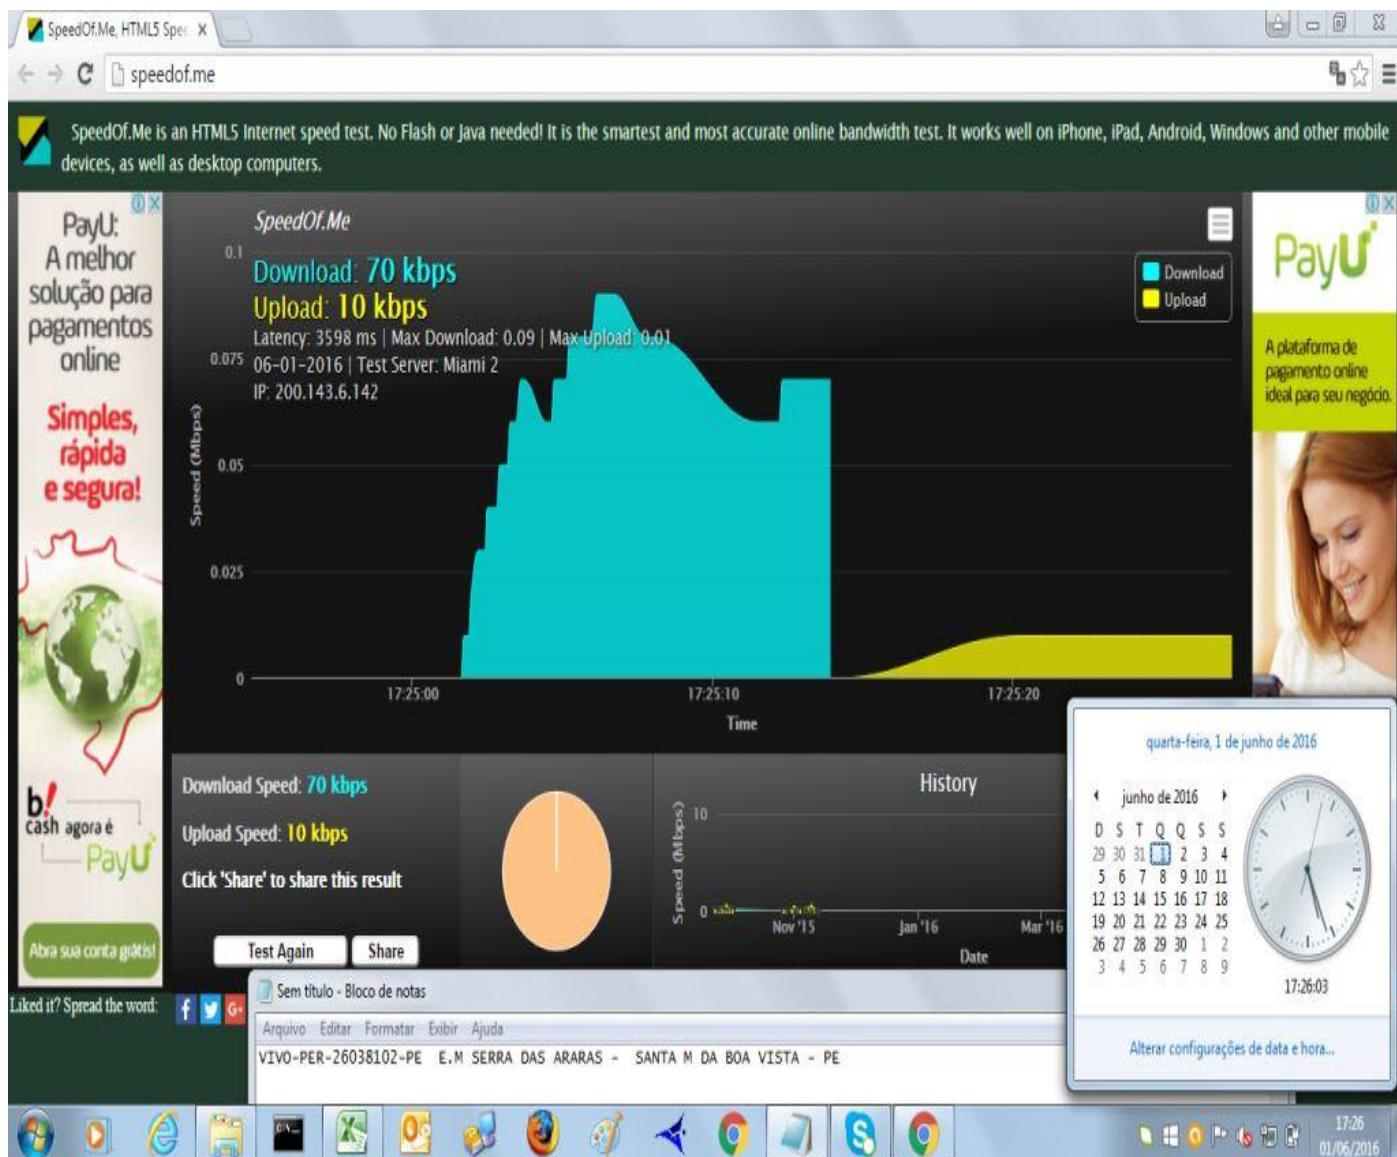 SpeedOf.Me, HTML5 Spee
speedof.me
SpeedOf.Me is an HTML5 Internet speed test. No Flash or Java needed! It is the smartest and most accurate online bandwidth test. It works well on iPhone, iPad, Android, Windows and other mobile
devices, as well as desktop computers.
PayU:
A melhor
solução para
pagamentos
online
Simples,
rápida
e segura!
b!
cash agora é
PayU
Abra sua conta grátis!
SpeedOf.Me
Download: 70 kbps
Upload: 10 kbps
Latency: 3598 ms | Max Download: 0.09 | Max Upload: 0.01
06-01-2016 | Test Server: Miami 2
IP: 200.143.6.142
Download
Upload
Speed (Mbps)
0.1
0.075
0.05
0.025
0
17:25:00 17:25:10 17:25:20
Time
PayU
A plataforma de
pagamento online
ideal para seu negócio.
Download Speed: 70 kbps
Upload Speed: 10 kbps
Click 'Share' to share this result
Test Again Share
History
Speed (Mbps)
10
0
Nov '15 Jan '16 Mar '16
Date
Liked it? Spread the word:
f G+
Sem título - Bloco de notas
Arquivo Editar Formatar Exibir Ajuda
VIVO-PER-26038102-PE E.M SERRA DAS ARARAS - SANTA M DA BOA VISTA - PE
quarta-feira, 1 de junho de 2016
junho de 2016
D S T Q Q S S
29 30 31 1 2 3 4
5 6 7 8 9 10 11
12 13 14 15 16 17 18
19 20 21 22 23 24 25
26 27 28 29 30 1 2
3 4 5 6 7 8 9
17:26:03
Alterar configurações de data e hora...
17:26
01/06/2016